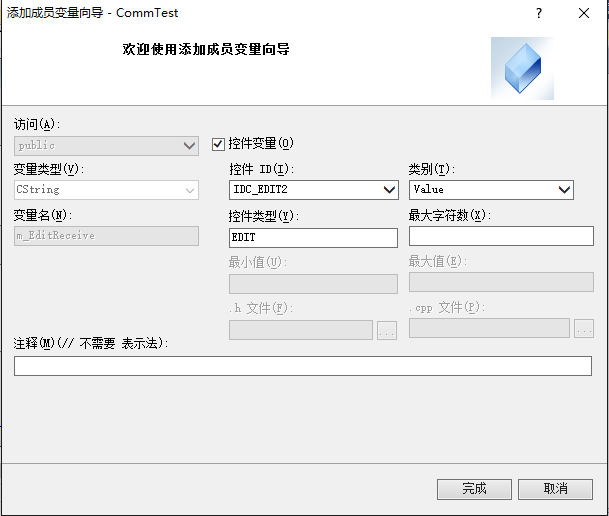 添加成员变量向导 - CommTest
?
欢迎使用添加成员变量向导
访问(A):
public
控件变量(O)
变量类型(V):
控件 ID(I):
类别(T):
CString
IDC_EDIT2
Value
变量名(N):
控件类型(Y):
最大字符数(X):
m_EditReceive
EDIT
最小值(U):
最大值(E):
.h 文件(F):
.cpp 文件(P):
...
...
注释(M)(// 不需要 表示法):
完成
取消